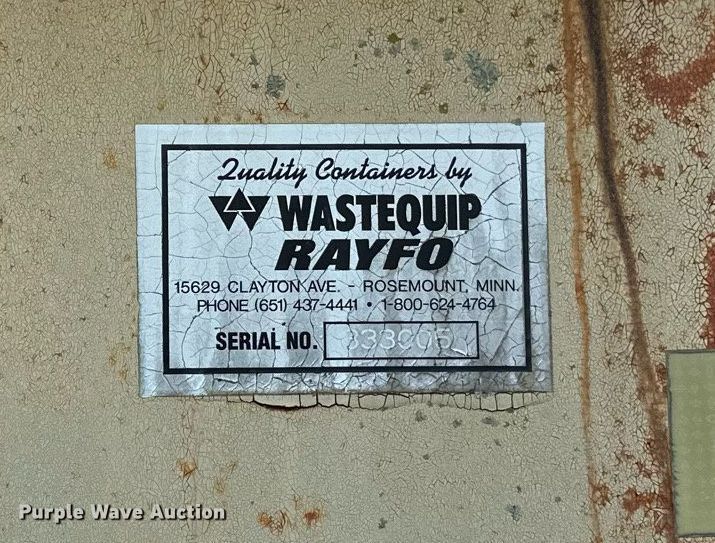 Quality Containers by
WASTEQUIP
RAYFO
15629 CLAYTON AVE. - ROSEMOUNT, MINN.
PHONE (651) 437-4441 • 1-800-624-4764
SERIAL NO.
Purple Wave Auction